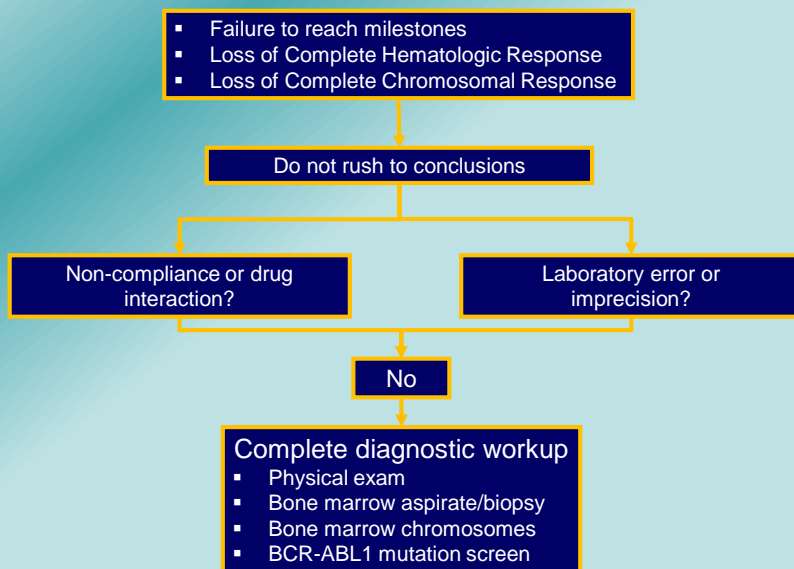 ▪ Failure to reach milestones
▪ Loss of Complete Hematologic Response
▪ Loss of Complete Chromosomal Response
Do not rush to conclusions
Non-compliance or drug
interaction?
Laboratory error or
imprecision?
No
Complete diagnostic workup
▪ Physical exam
▪ Bone marrow aspirate/biopsy
▪ Bone marrow chromosomes
▪ BCR-ABL1 mutation screen